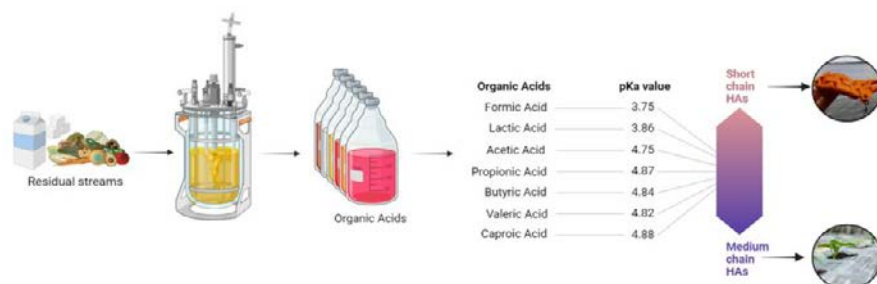 Residual streams
Organic Acids
Organic Acids pKa value
Formic Acid 3.75
Lactic Acid 3.86
Acetic Acid 4.75
Propionic Acid 4.87
Butyric Acid 4.84
Valeric Acid 4.82
Caproic Acid 4.88
Short
chain
HAs
Medium
chain
HAs